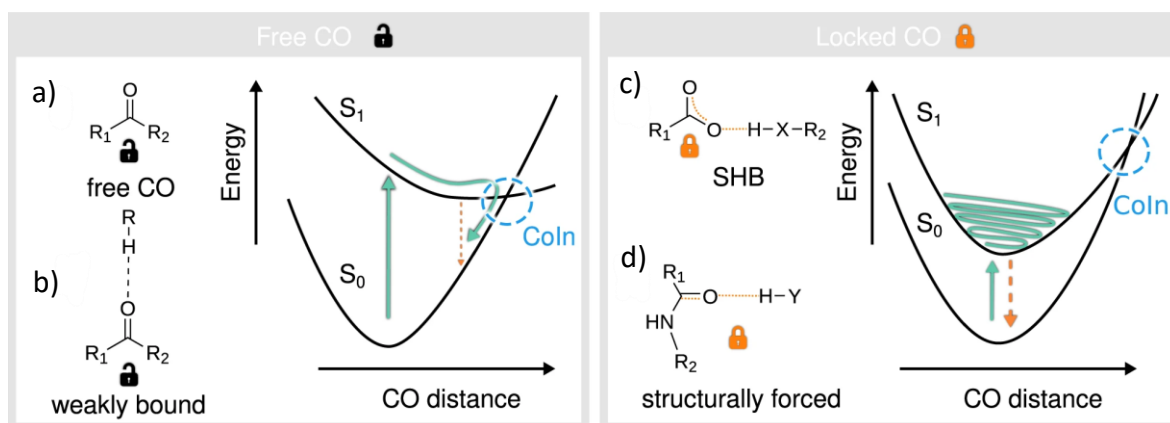 Free CO
Locked CO
a)
O
R1 R2
free CO
R
H
b)
O
R1 R2
weakly bound
Energy
S1
S0
CoIn
CO distance
c)
O
R1 O H–X–R2
SHB
d)
R1
O H–Y
HN
R2
structurally forced
Energy
S1
S0
CoIn
CO distance